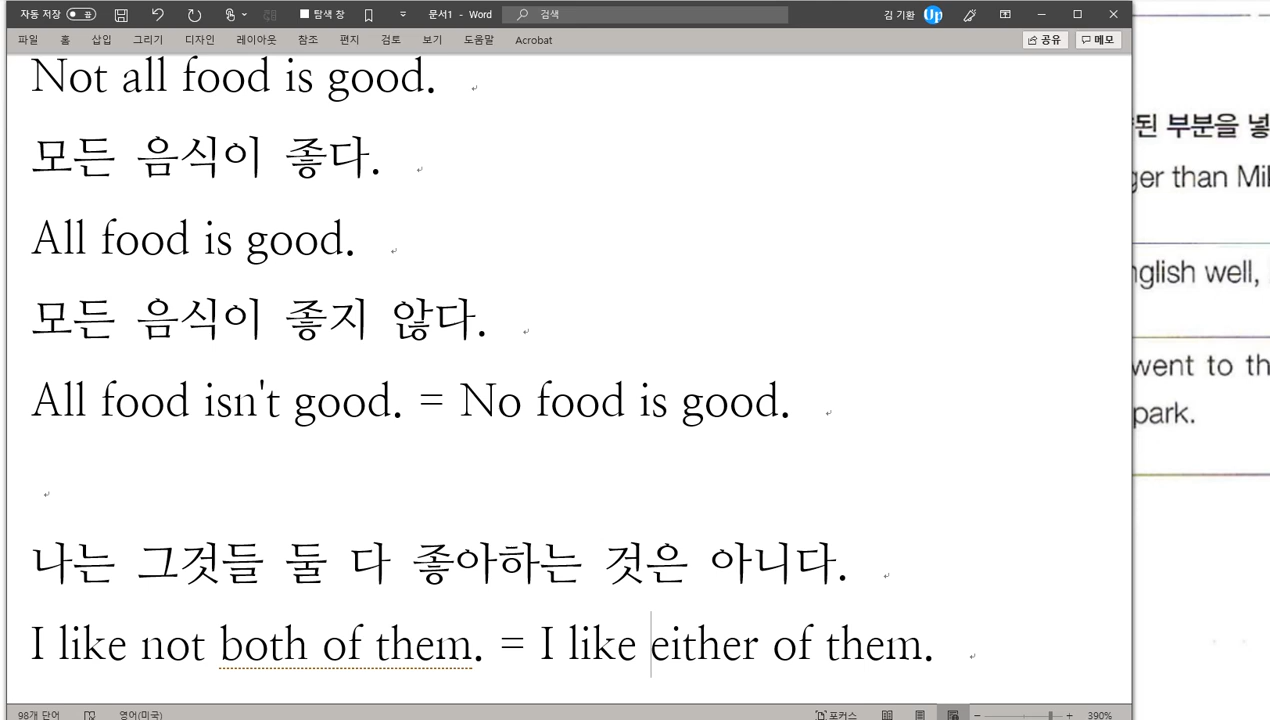 자동 저장 끔 탐색 창 문서1 - Word 검색 김 기환 Up
파일 홈 삽입 그리기 디자인 레이아웃 참조 편지 검토 보기 도움말 Acrobat 공유 메모
Not all food is good.
모든 음식이 좋다.
All food is good.
모든 음식이 좋지 않다.
All food isn't good. = No food is good.
나는 그것들 둘 다 좋아하는 것은 아니다.
I like not both of them. = I like either of them.
된 부분을 넣
ger than Mil
nglish well,
went to th
park.
98개 단어 영어(미국) 포커스 390%